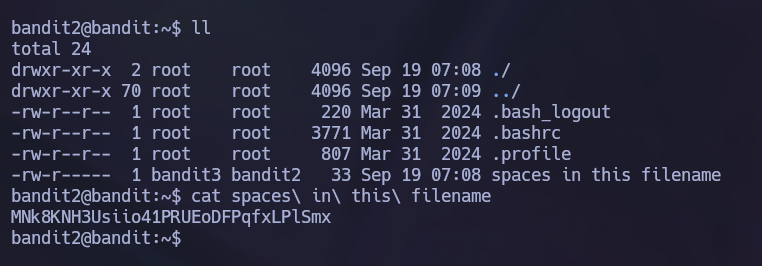 bandit2@bandit:~$ ll
total 24
drwxr-xr-x  2 root    root    4096 Sep 19 07:08 ./
drwxr-xr-x 70 root    root    4096 Sep 19 07:09 ../
-rw-r--r--  1 root    root     220 Mar 31  2024 .bash_logout
-rw-r--r--  1 root    root    3771 Mar 31  2024 .bashrc
-rw-r--r--  1 root    root     807 Mar 31  2024 .profile
-rw-r-----  1 bandit3 bandit2   33 Sep 19 07:08 spaces in this filename
bandit2@bandit:~$ cat spaces\ in\ this\ filename
MNk8KNH3Usiio41PRUEoDFPqfxLPlSmx
bandit2@bandit:~$